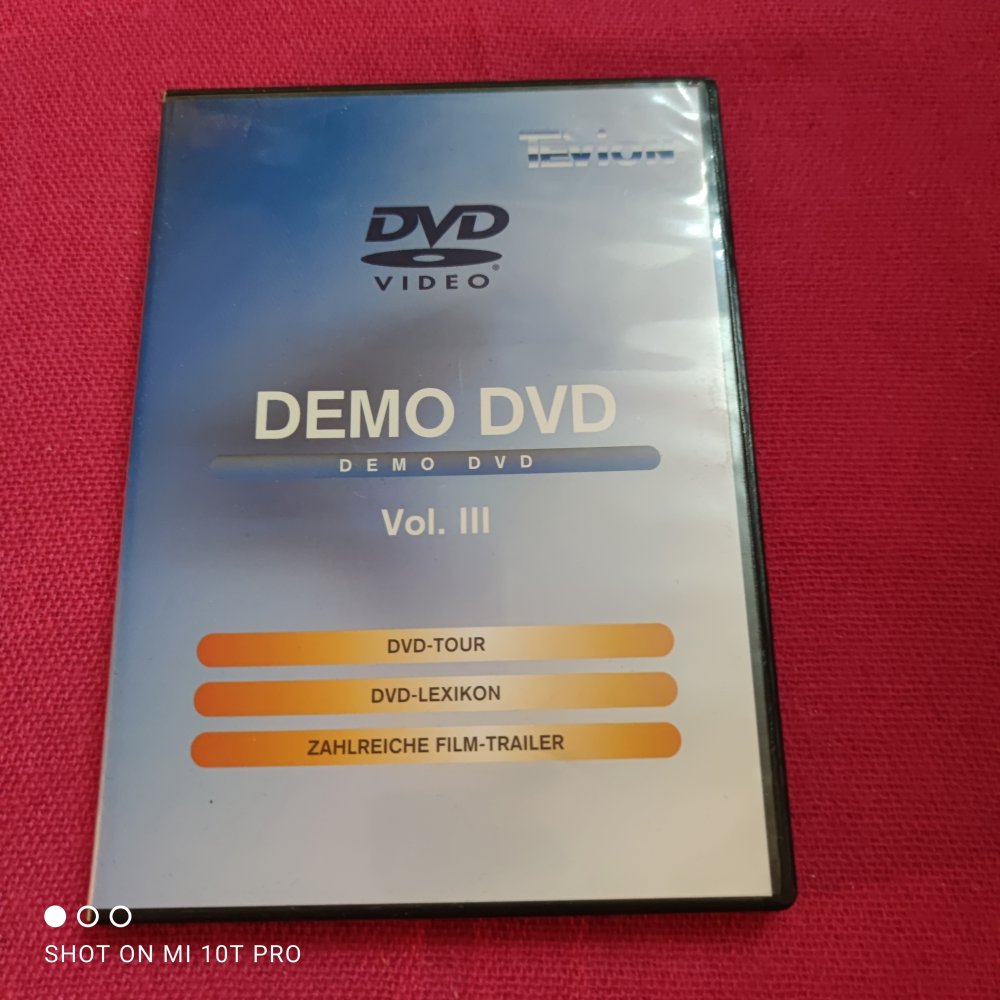 TEVION
DVD
VIDEO®
DEMO DVD
DEMO DVD
Vol. III
DVD-TOUR
DVD-LEXIKON
ZAHLREICHE FILM-TRAILER
SHOT ON MI 10T PRO